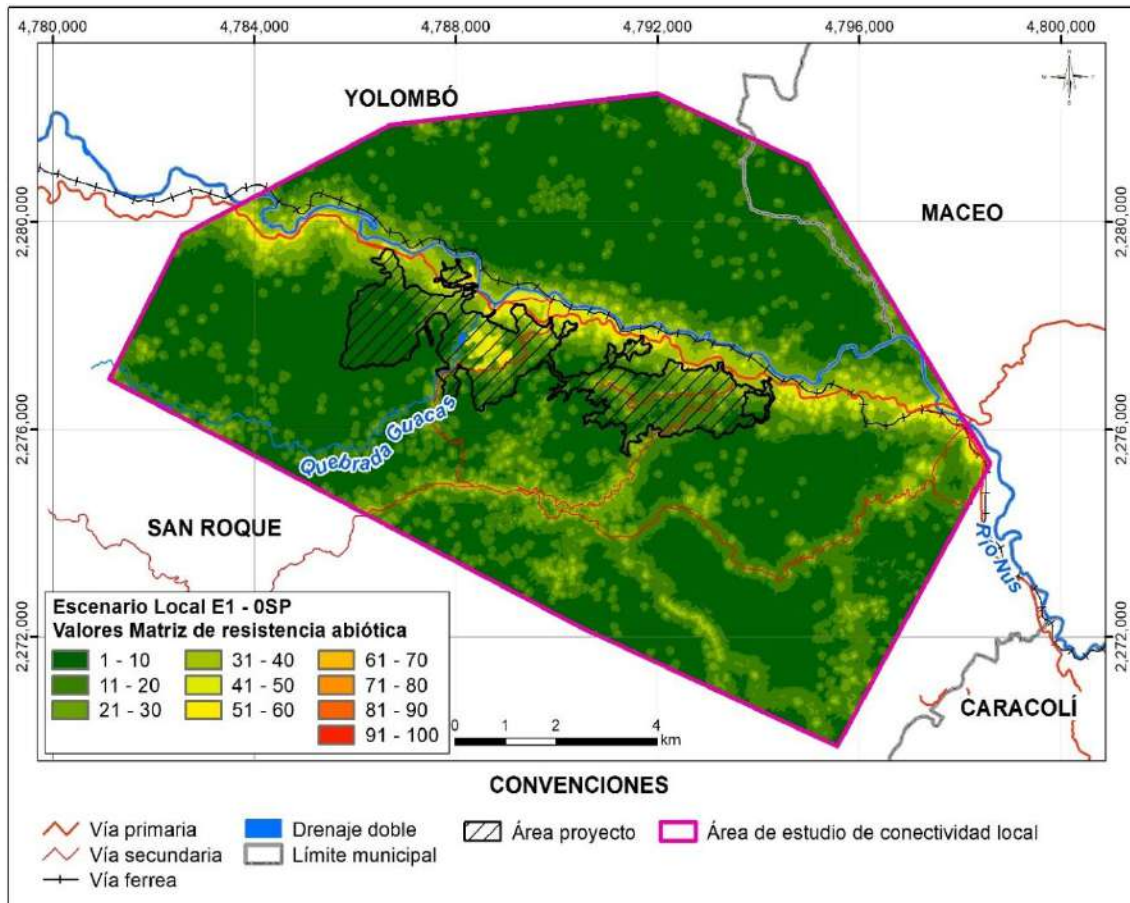 4,780,000 4,784,000 4,788,000 4,792,000 4,796,000 4,800,000
YOLOMBÓ
MACEO
2,280,000 2,280,000
2,276,000 2,276,000
Quebrada Guacas
SAN ROQUE
Río Nus
2,272,000 2,272,000
CARACOLÍ
Escenario Local E1 - 0SP
Valores Matriz de resistencia abiótica
1 - 10 31 - 40 61 - 70
11 - 20 41 - 50 71 - 80
21 - 30 51 - 60 81 - 90
91 - 100
0 1 2 4
km
CONVENCIONES
Vía primaria Drenaje doble Área proyecto Área de estudio de conectividad local
Vía secundaria Límite municipal
Vía ferrea